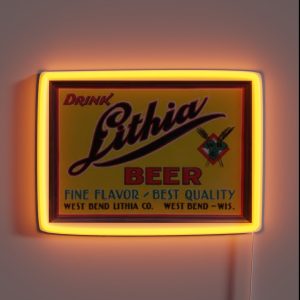 DRINK
Lithia
BEER
FINE FLAVOR - BEST QUALITY
WEST BEND LITHIA CO. WEST BEND - WIS.